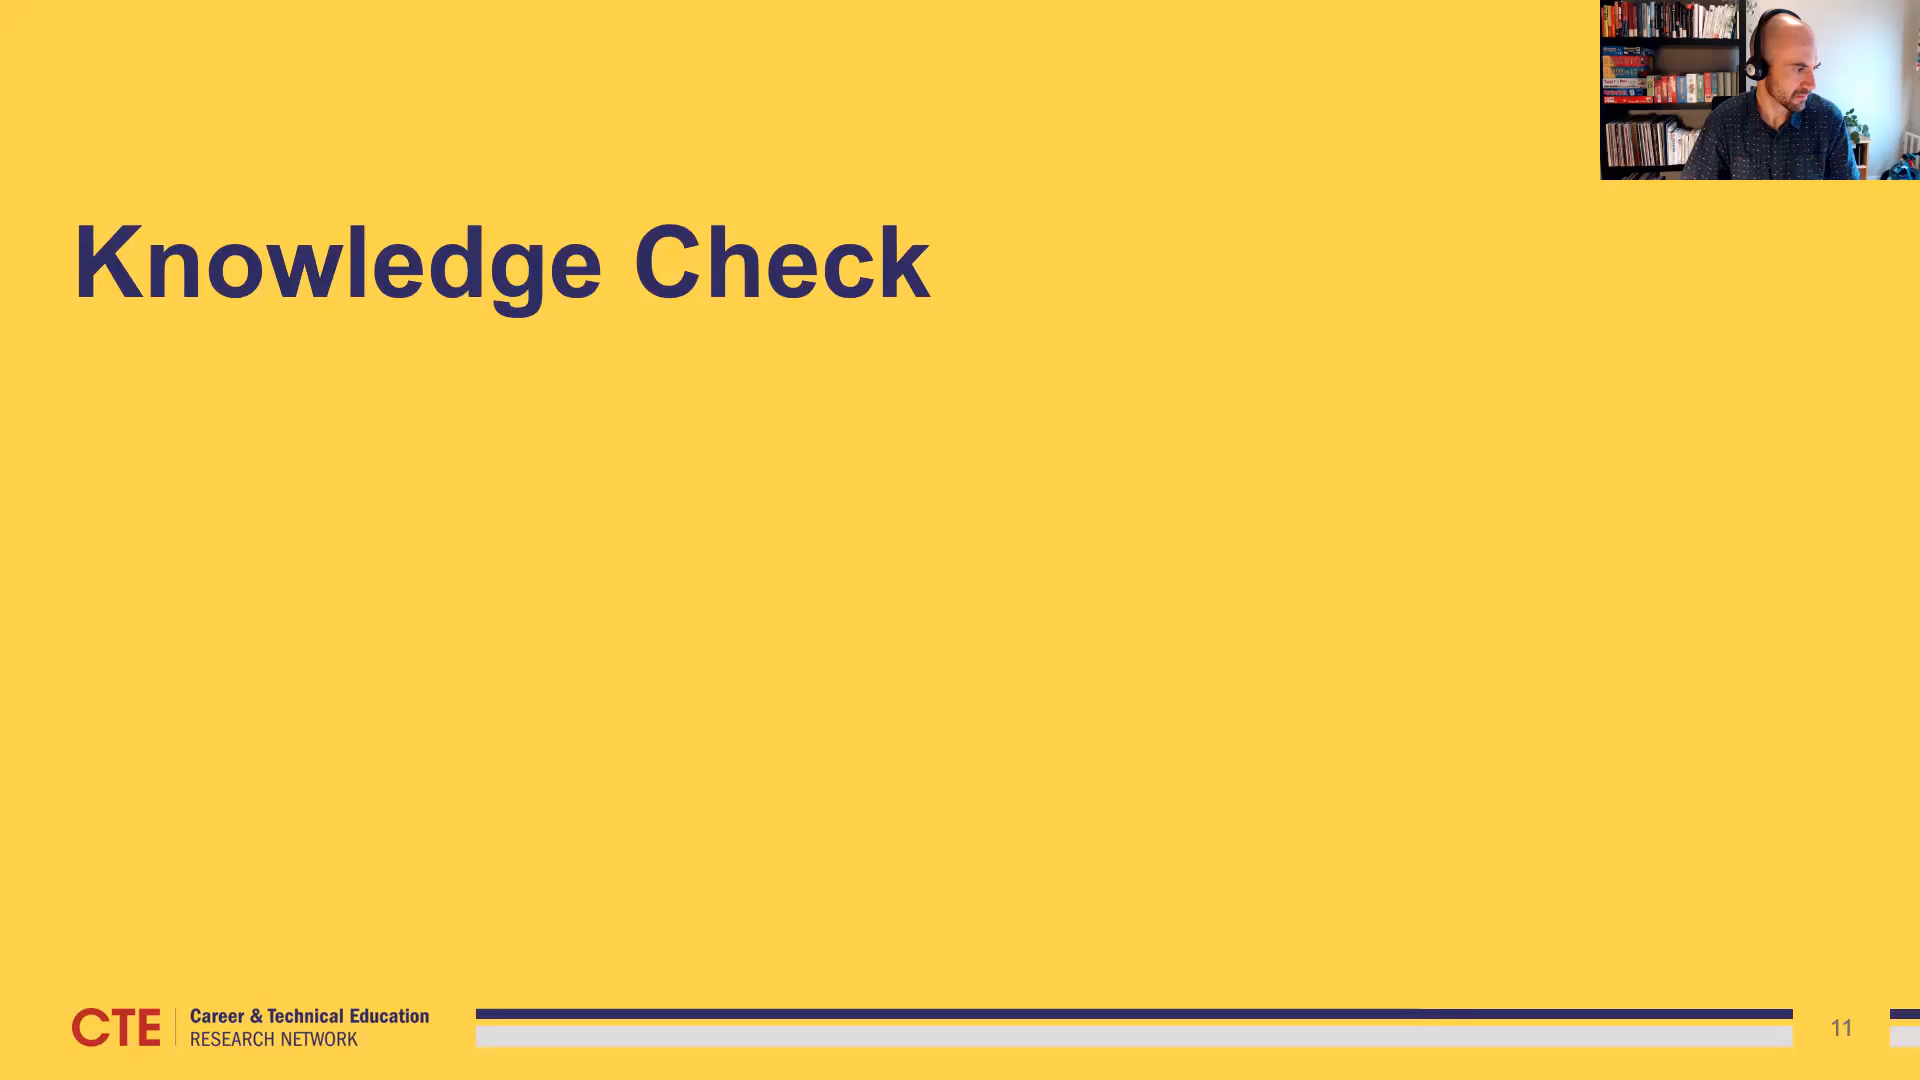 Knowledge Check
CTE
Career & Technical Education
RESEARCH NETWORK
11